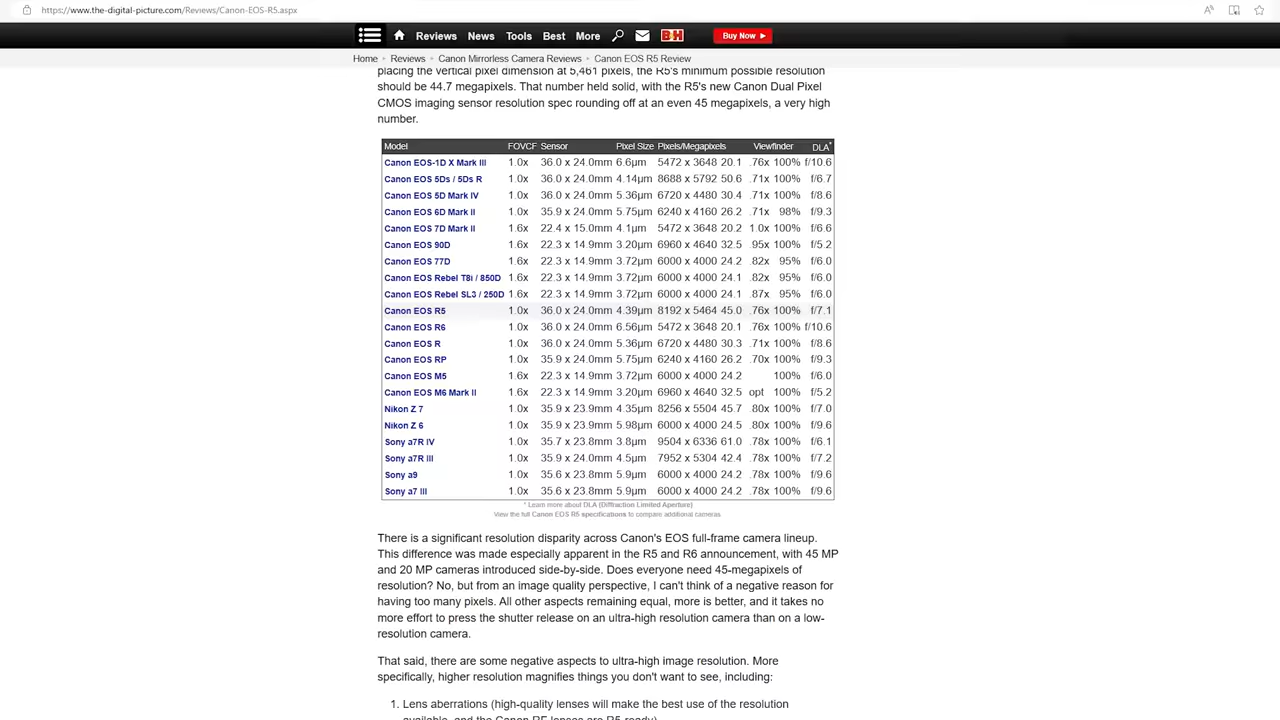 https://www.the-digital-picture.com/Reviews/Canon-EOS-R5.aspx
Reviews News Tools Best More B&H Buy Now
Home Reviews Canon Mirrorless Camera Reviews Canon EOS R5 Review
placing the vertical pixel dimension at 5,461 pixels, the R5's minimum possible resolution
should be 44.7 megapixels. That number held solid, with the R5's new Canon Dual Pixel
CMOS imaging sensor resolution spec rounding off at an even 45 megapixels, a very high
number.
Model FOVCF Sensor Pixel Size Pixels/Megapixels Viewfinder DLA*
Canon EOS-1D X Mark III 1.0x 36.0 x 24.0mm 6.6µm 5472 x 3648 20.1 .76x 100% f/10.6
Canon EOS 5Ds / 5Ds R 1.0x 36.0 x 24.0mm 4.14µm 8688 x 5792 50.6 .71x 100% f/6.7
Canon EOS 5D Mark IV 1.0x 36.0 x 24.0mm 5.36µm 6720 x 4480 30.4 .71x 100% f/8.6
Canon EOS 6D Mark II 1.0x 35.9 x 24.0mm 5.75µm 6240 x 4160 26.2 .71x 98% f/9.3
Canon EOS 7D Mark II 1.6x 22.4 x 15.0mm 4.1µm 5472 x 3648 20.2 1.0x 100% f/6.6
Canon EOS 90D 1.6x 22.3 x 14.9mm 3.20µm 6960 x 4640 32.5 .95x 100% f/5.2
Canon EOS 77D 1.6x 22.3 x 14.9mm 3.72µm 6000 x 4000 24.2 .82x 95% f/6.0
Canon EOS Rebel T8i / 850D 1.6x 22.3 x 14.9mm 3.72µm 6000 x 4000 24.1 .82x 95% f/6.0
Canon EOS Rebel SL3 / 250D 1.6x 22.3 x 14.9mm 3.72µm 6000 x 4000 24.1 .87x 95% f/6.0
Canon EOS R5 1.0x 36.0 x 24.0mm 4.39µm 8192 x 5464 45.0 .76x 100% f/7.1
Canon EOS R6 1.0x 36.0 x 24.0mm 6.56µm 5472 x 3648 20.1 .76x 100% f/10.6
Canon EOS R 1.0x 36.0 x 24.0mm 5.36µm 6720 x 4480 30.3 .71x 100% f/8.6
Canon EOS RP 1.0x 35.9 x 24.0mm 5.75µm 6240 x 4160 26.2 .70x 100% f/9.3
Canon EOS M5 1.6x 22.3 x 14.9mm 3.72µm 6000 x 4000 24.2 100% f/6.0
Canon EOS M6 Mark II 1.6x 22.3 x 14.9mm 3.20µm 6960 x 4640 32.5 opt 100% f/5.2
Nikon Z 7 1.0x 35.9 x 23.9mm 4.35µm 8256 x 5504 45.7 .80x 100% f/7.0
Nikon Z 6 1.0x 35.9 x 23.9mm 5.98µm 6000 x 4000 24.5 .80x 100% f/9.6
Sony a7R IV 1.0x 35.7 x 23.8mm 3.8µm 9504 x 6336 61.0 .78x 100% f/6.1
Sony a7R III 1.0x 35.9 x 24.0mm 4.5µm 7952 x 5304 42.4 .78x 100% f/7.2
Sony a9 1.0x 35.6 x 23.8mm 5.9µm 6000 x 4000 24.2 .78x 100% f/9.6
Sony a7 III 1.0x 35.6 x 23.8mm 5.9µm 6000 x 4000 24.2 .78x 100% f/9.6
* Learn more about DLA (Diffraction Limited Aperture)
View the full Canon EOS R5 specifications to compare additional cameras.
There is a significant resolution disparity across Canon's EOS full-frame camera lineup.
This difference was made especially apparent in the R5 and R6 announcement, with 45 MP
and 20 MP cameras introduced side-by-side. Does everyone need 45-megapixels of
resolution? No, but from an image quality perspective, I can't think of a negative reason for
having too many pixels. All other aspects remaining equal, more is better, and it takes no
more effort to press the shutter release on an ultra-high resolution camera than on a low-
resolution camera.
That said, there are some negative aspects to ultra-high image resolution. More
specifically, higher resolution magnifies things you don't want to see, including:
1. Lens aberrations (high-quality lenses will make the best use of the resolution
available, and the Canon RF lenses are R5-ready)